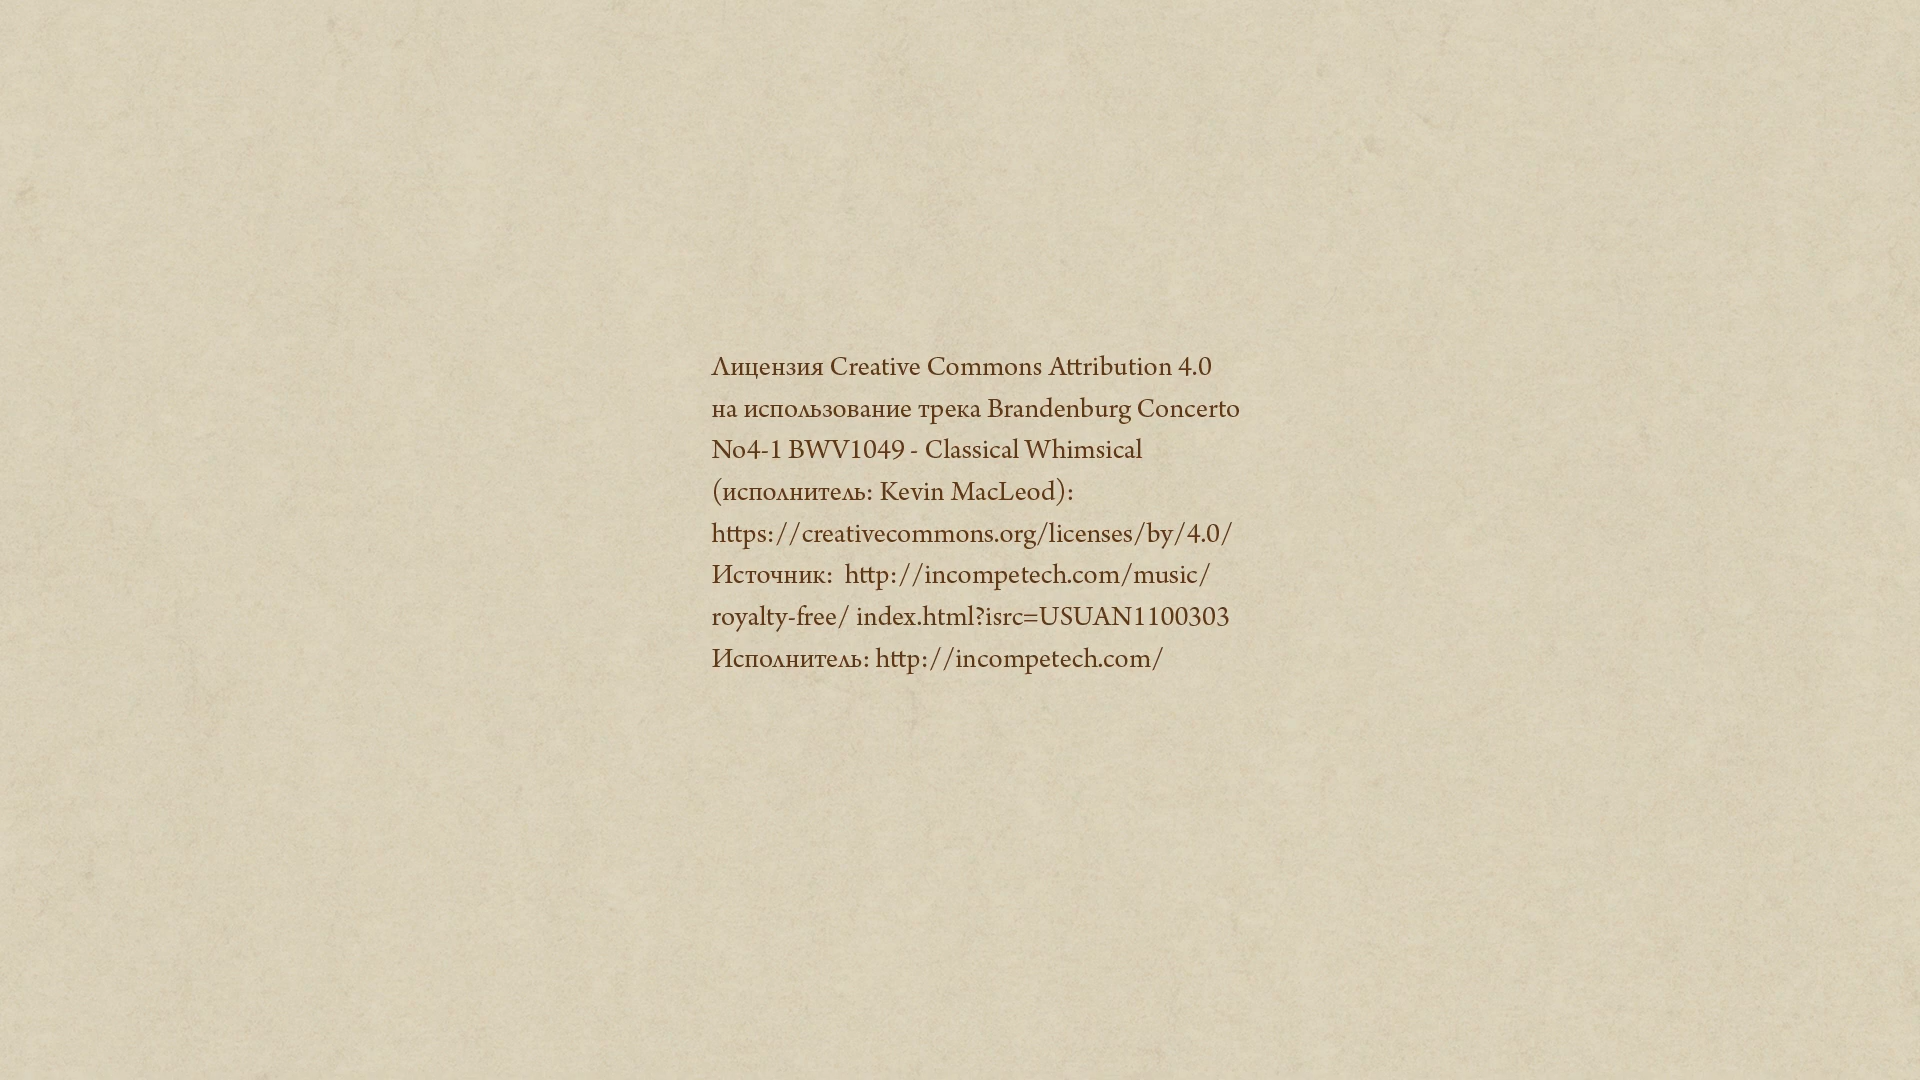 Лицензия Creative Commons Attribution 4.0
на использование трека Brandenburg Concerto
No4-1 BWV1049 - Classical Whimsical
(исполнитель: Kevin MacLeod):
https://creativecommons.org/licenses/by/4.0/
Источник:  http://incompetech.com/music/
royalty-free/ index.html?isrc=USUAN1100303
Исполнитель: http://incompetech.com/